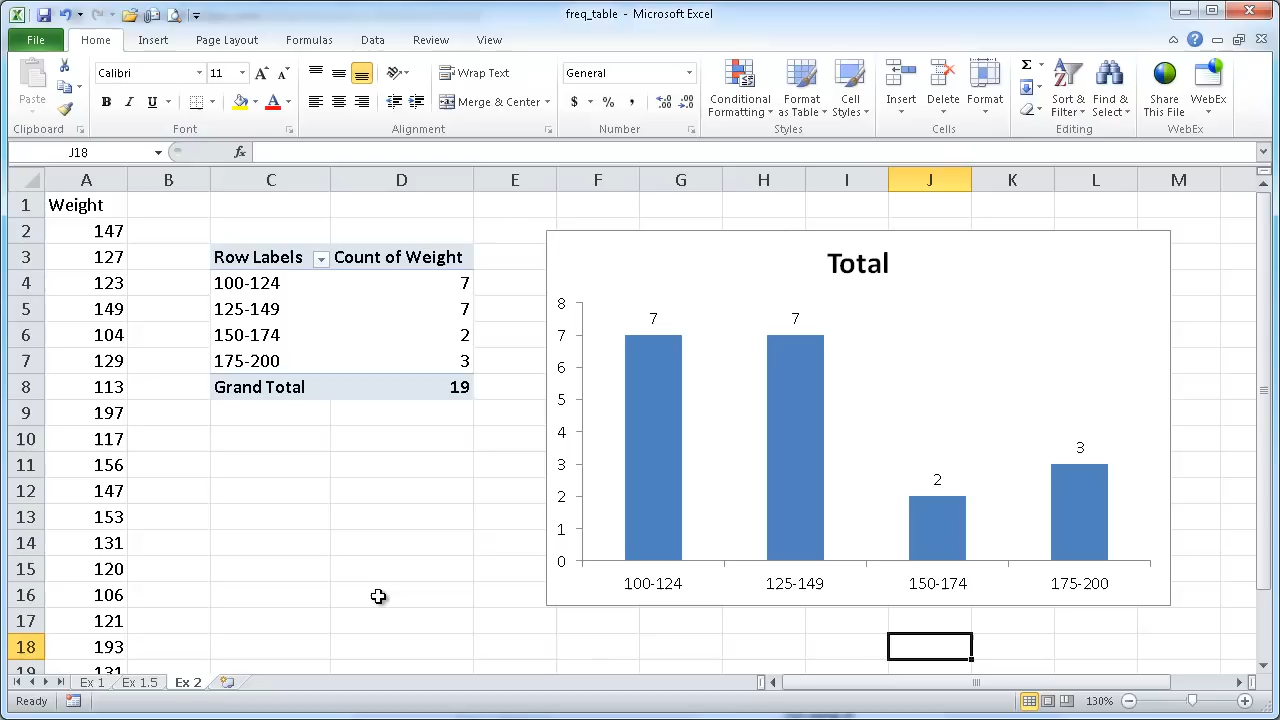 freq_table - Microsoft Excel
File Home Insert Page Layout Formulas Data Review View
Paste
Calibri 11
Wrap Text
General
Conditional Formatting
Format as Table
Cell Styles
Insert
Delete
Format
Sort & Filter
Find & Select
Share This File
WebEx
B I U
Merge & Center
$ % ,
Clipboard Font Alignment Number Styles Cells Editing WebEx
J18 fx
A B C D E F G H I J K L M
1 Weight
2 147
3 127 Row Labels Count of Weight
4 123 100-124 7
5 149 125-149 7
6 104 150-174 2
7 129 175-200 3
8 113 Grand Total 19
9 197
10 117
11 156
12 147
13 153
14 131
15 120
16 106
17 121
18 193
19 131
Total
8
7
6
5
4
3
2
1
0
7 7 2 3
100-124 125-149 150-174 175-200
Ex 1 Ex 1.5 Ex 2
Ready 130%